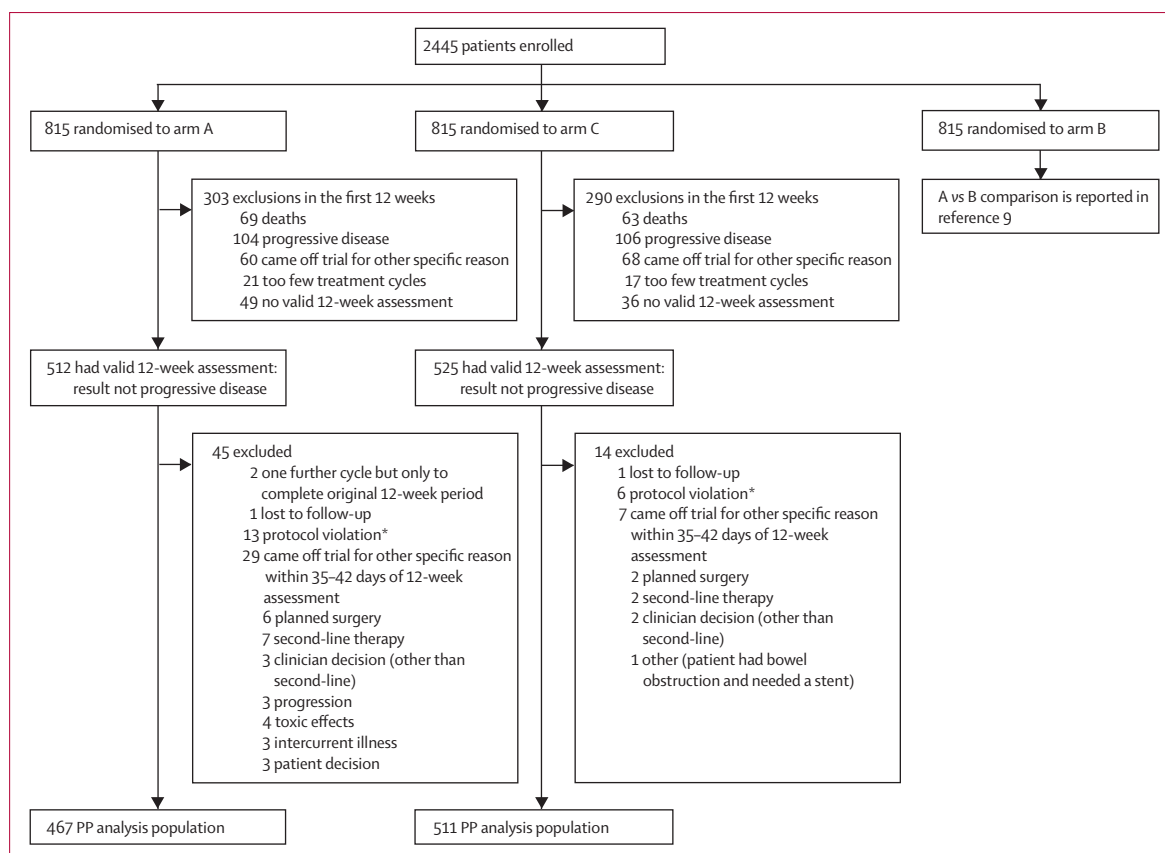 2445 patients enrolled
815 randomised to arm A
815 randomised to arm C
815 randomised to arm B
303 exclusions in the first 12 weeks
69 deaths
104 progressive disease
60 came off trial for other specific reason
21 too few treatment cycles
49 no valid 12-week assessment
290 exclusions in the first 12 weeks
63 deaths
106 progressive disease
68 came off trial for other specific reason
17 too few treatment cycles
36 no valid 12-week assessment
A vs B comparison is reported in
reference 9
512 had valid 12-week assessment:
result not progressive disease
525 had valid 12-week assessment:
result not progressive disease
45 excluded
2 one further cycle but only to
complete original 12-week period
1 lost to follow-up
13 protocol violation*
29 came off trial for other specific reason
within 35–42 days of 12-week
assessment
6 planned surgery
7 second-line therapy
3 clinician decision (other than
second-line)
3 progression
4 toxic effects
3 intercurrent illness
3 patient decision
14 excluded
1 lost to follow-up
6 protocol violation*
7 came off trial for other specific reason
within 35–42 days of 12-week
assessment
2 planned surgery
2 second-line therapy
2 clinician decision (other than
second-line)
1 other (patient had bowel
obstruction and needed a stent)
467 PP analysis population
511 PP analysis population